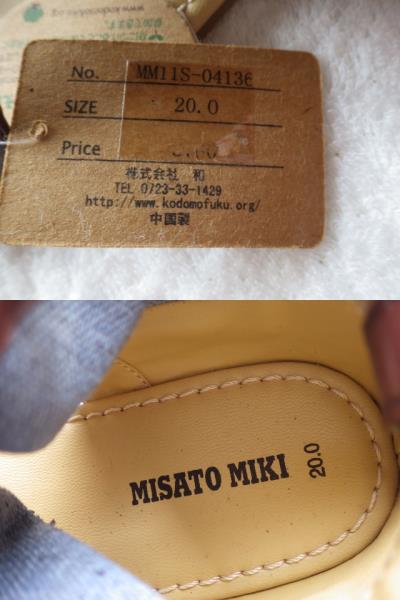 No. MM11S-04136
SIZE 20.0
Price
株式会社 和
TEL 0723-33-1429
http://www.kodomofuku.org/
中国製
MISATO MIKI
20.0